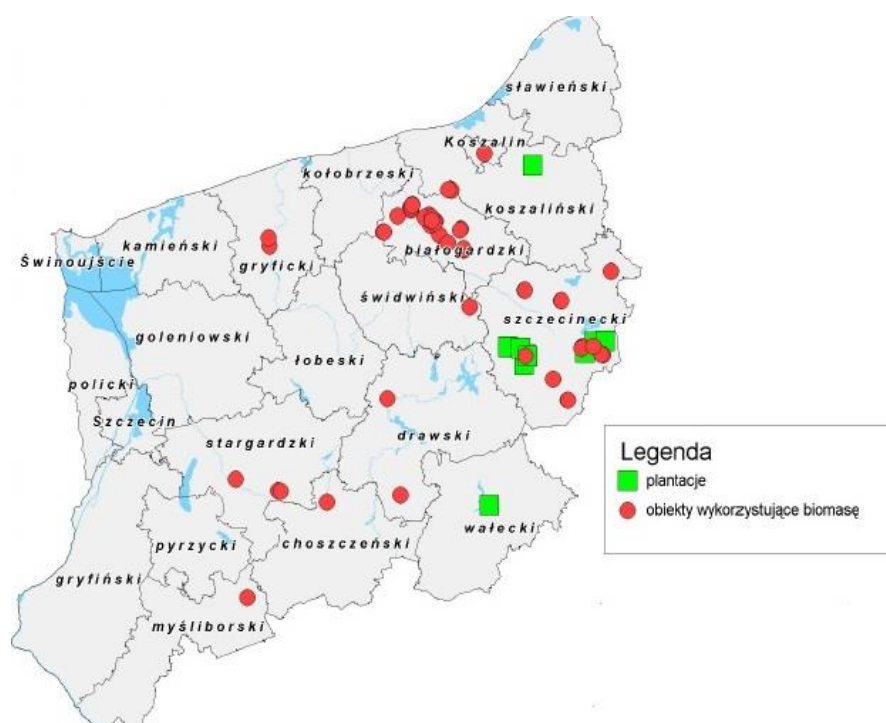 sławieński
Koszalin
kołobrzeski
koszaliński
kamieński
białogardzki
Świnoujście
gryficki
świdwiński
szczecinecki
goleniowski
łobeski
policki
Szczecin
stargardzki
drawski
Legenda
plantacje
obiekty wykorzystujące biomasę
wałecki
pyrzycki
choszczeński
gryfiński
myśliborski